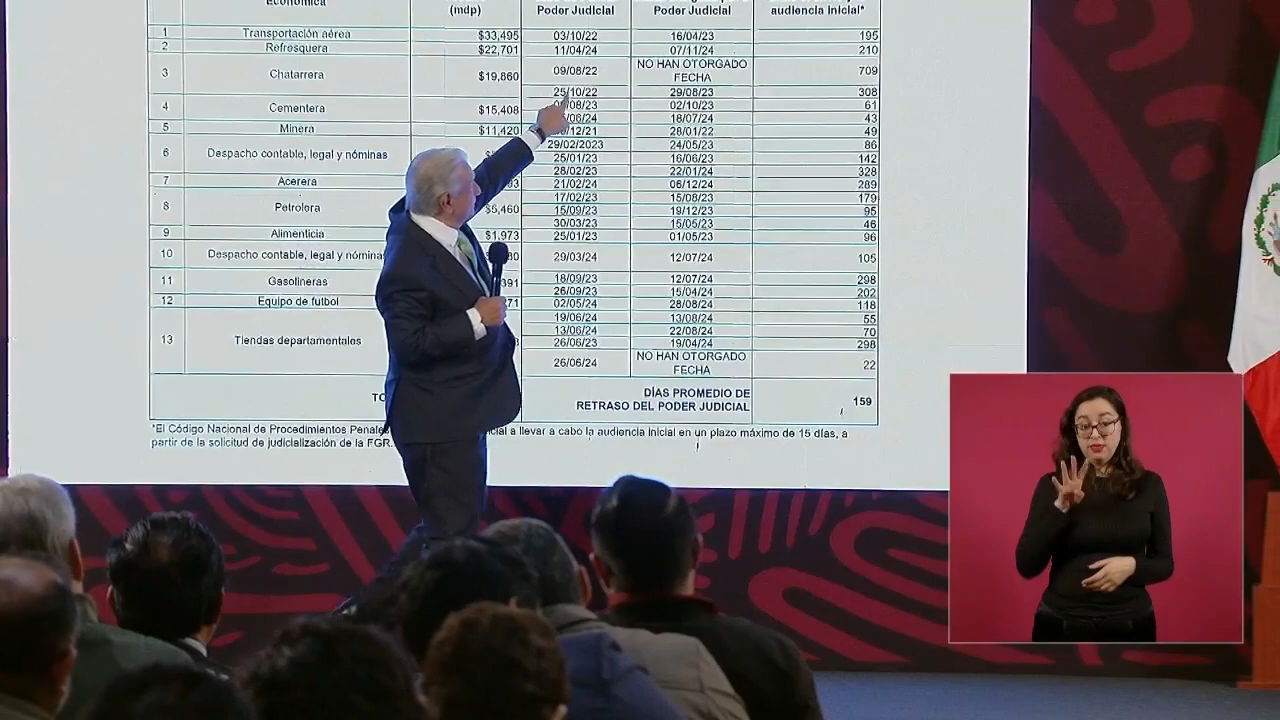 Económica
(mdp)
Poder Judicial
Poder Judicial
audiencia inicial*
1 Transportación aérea $33,495 03/10/22 16/04/23 195
2 Refresquera $22,701 11/04/24 07/11/24 210
3 Chatarrera $19,860 09/08/22 NO HAN OTORGADO FECHA 709
25/10/22 29/08/23 308
4 Cementera $15,408 /08/23 02/10/23 61
/24 18/07/24 43
5 Minera $11,420 /12/21 28/01/22 49
6 Despacho contable, legal y nóminas 29/02/2023 24/05/23 86
25/01/23 16/06/23 142
28/02/23 22/01/24 328
7 Acerera 21/02/24 06/12/24 289
8 Petrolera $5,460 17/02/23 15/08/23 179
15/09/23 19/12/23 95
30/03/23 15/05/23 46
9 Alimenticia $1,973 25/01/23 01/05/23 96
10 Despacho contable, legal y nómina 29/03/24 12/07/24 105
11 Gasolineras 391 18/09/23 12/07/24 298
26/09/23 15/04/24 202
12 Equipo de futbol 271 02/05/24 28/08/24 118
19/06/24 13/08/24 55
13 Tiendas departamentales 13/06/24 22/08/24 70
26/06/23 19/04/24 298
26/06/24 NO HAN OTORGADO FECHA 22
TO
DÍAS PROMEDIO DE
RETRASO DEL PODER JUDICIAL 159
*El Código Nacional de Procedimientos Penale cial a llevar a cabo la audiencia inicial en un plazo máximo de 15 días, a
partir de la solicitud de judicialización de la FGR.